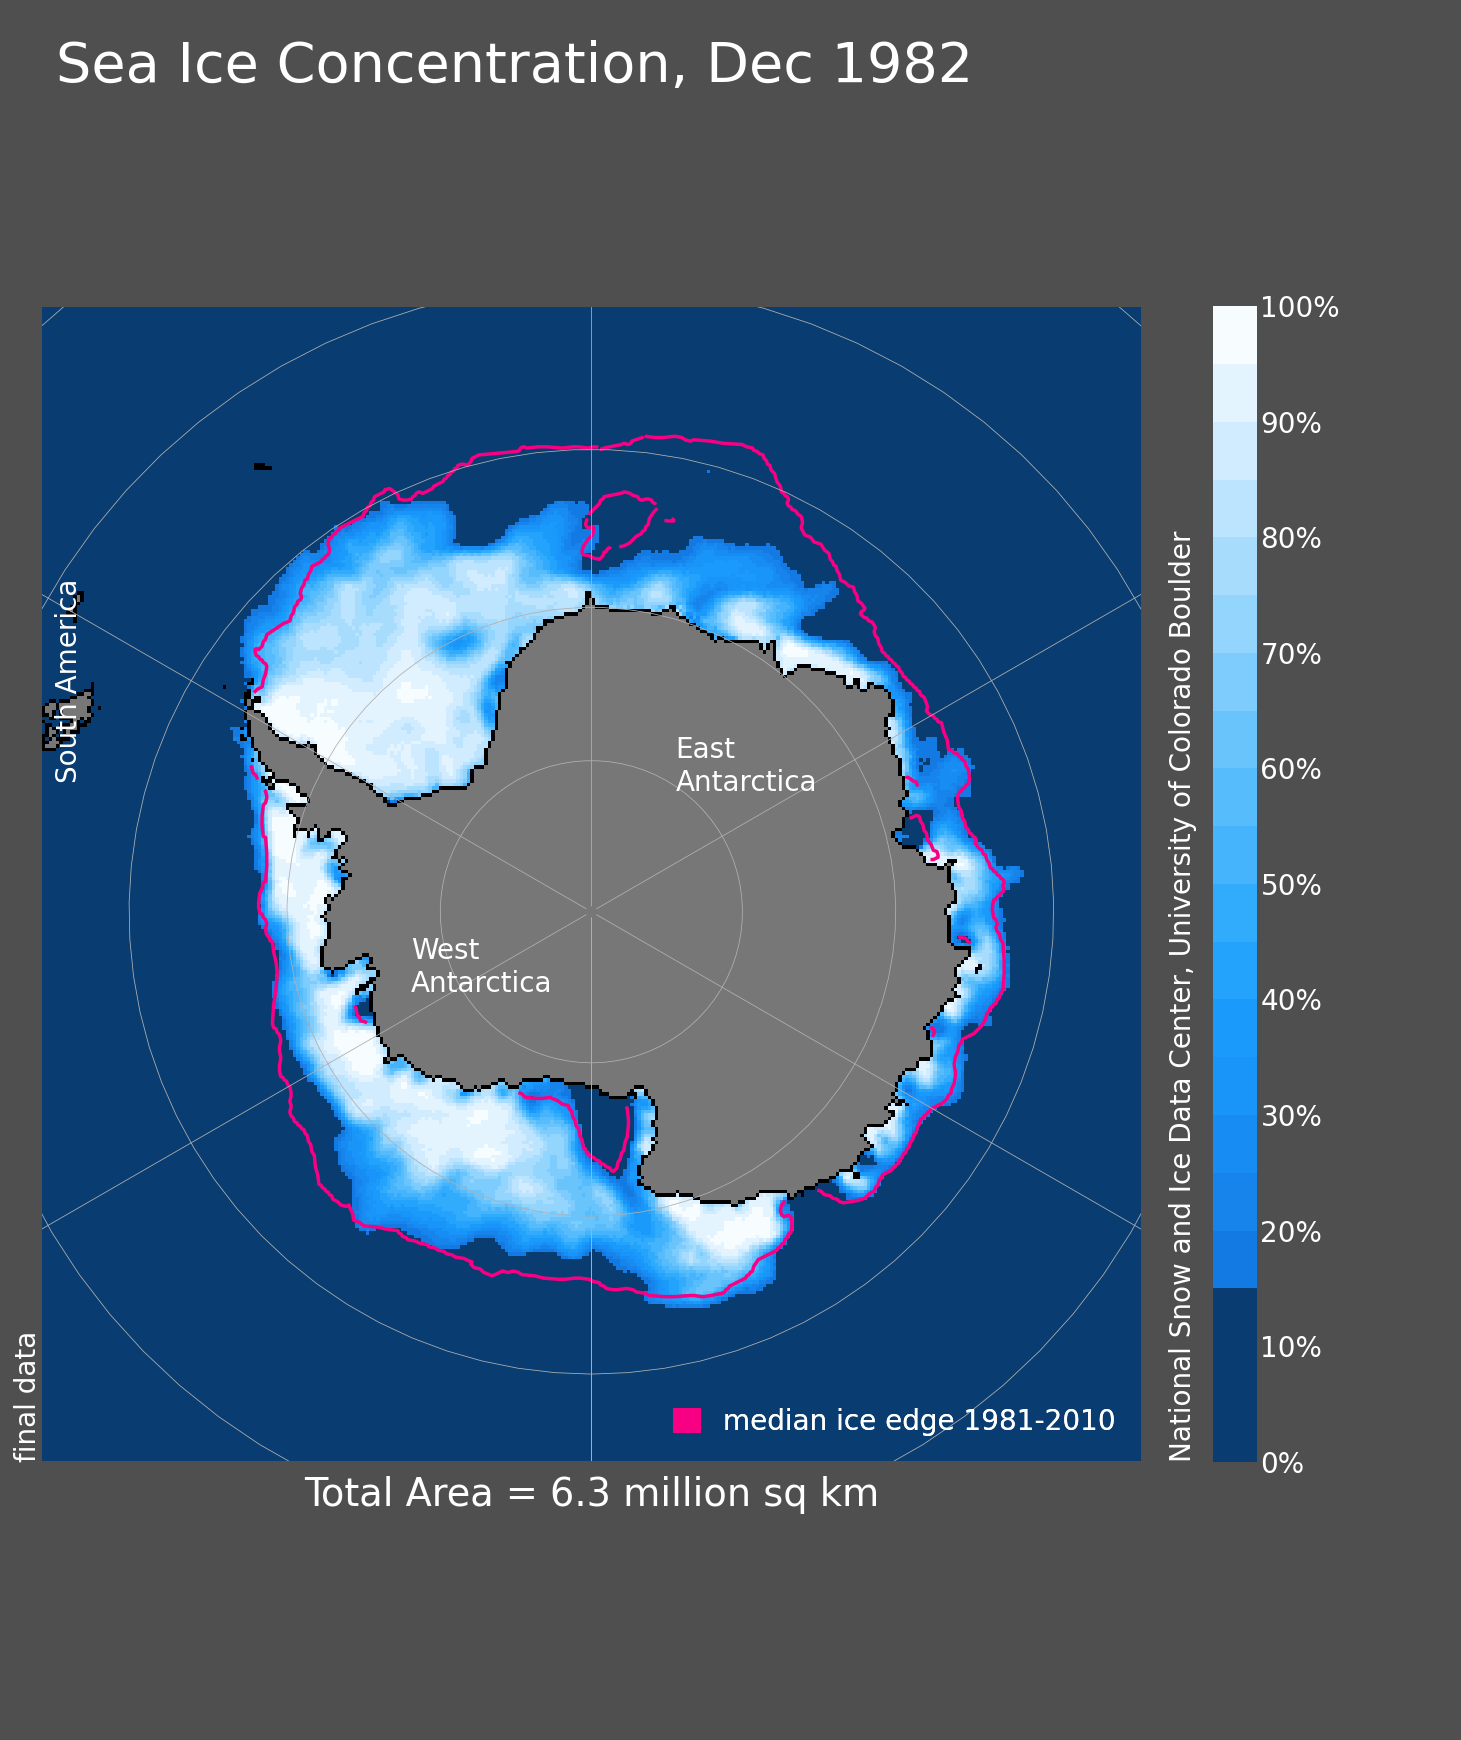 Sea Ice Concentration, Dec 1982
South America
East
Antarctica
West
Antarctica
final data
median ice edge 1981-2010
Total Area = 6.3 million sq km
National Snow and Ice Data Center, University of Colorado Boulder
100%
90%
80%
70%
60%
50%
40%
30%
20%
10%
0%